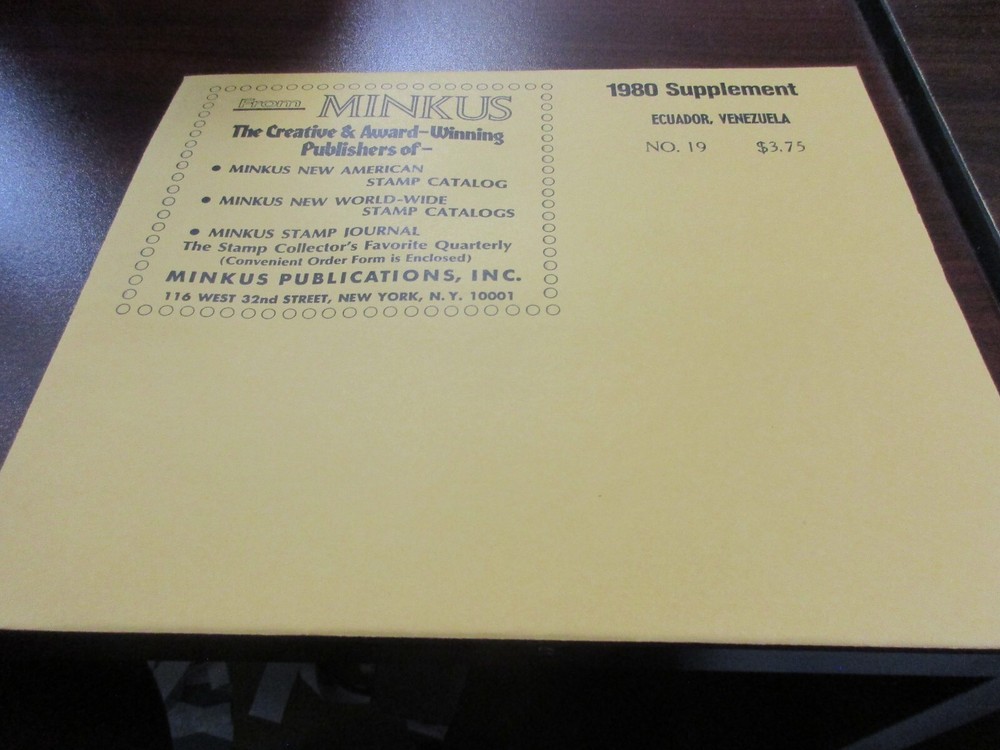 From MINKUS
The Creative & Award-Winning
Publishers of-
• MINKUS NEW AMERICAN
STAMP CATALOG
• MINKUS NEW WORLD-WIDE
STAMP CATALOGS
• MINKUS STAMP JOURNAL
The Stamp Collector's Favorite Quarterly
(Convenient Order Form is Enclosed)
MINKUS PUBLICATIONS, INC.
116 WEST 32nd STREET, NEW YORK, N. Y. 10001
1980 Supplement
ECUADOR, VENEZUELA
NO. 19 $3.75